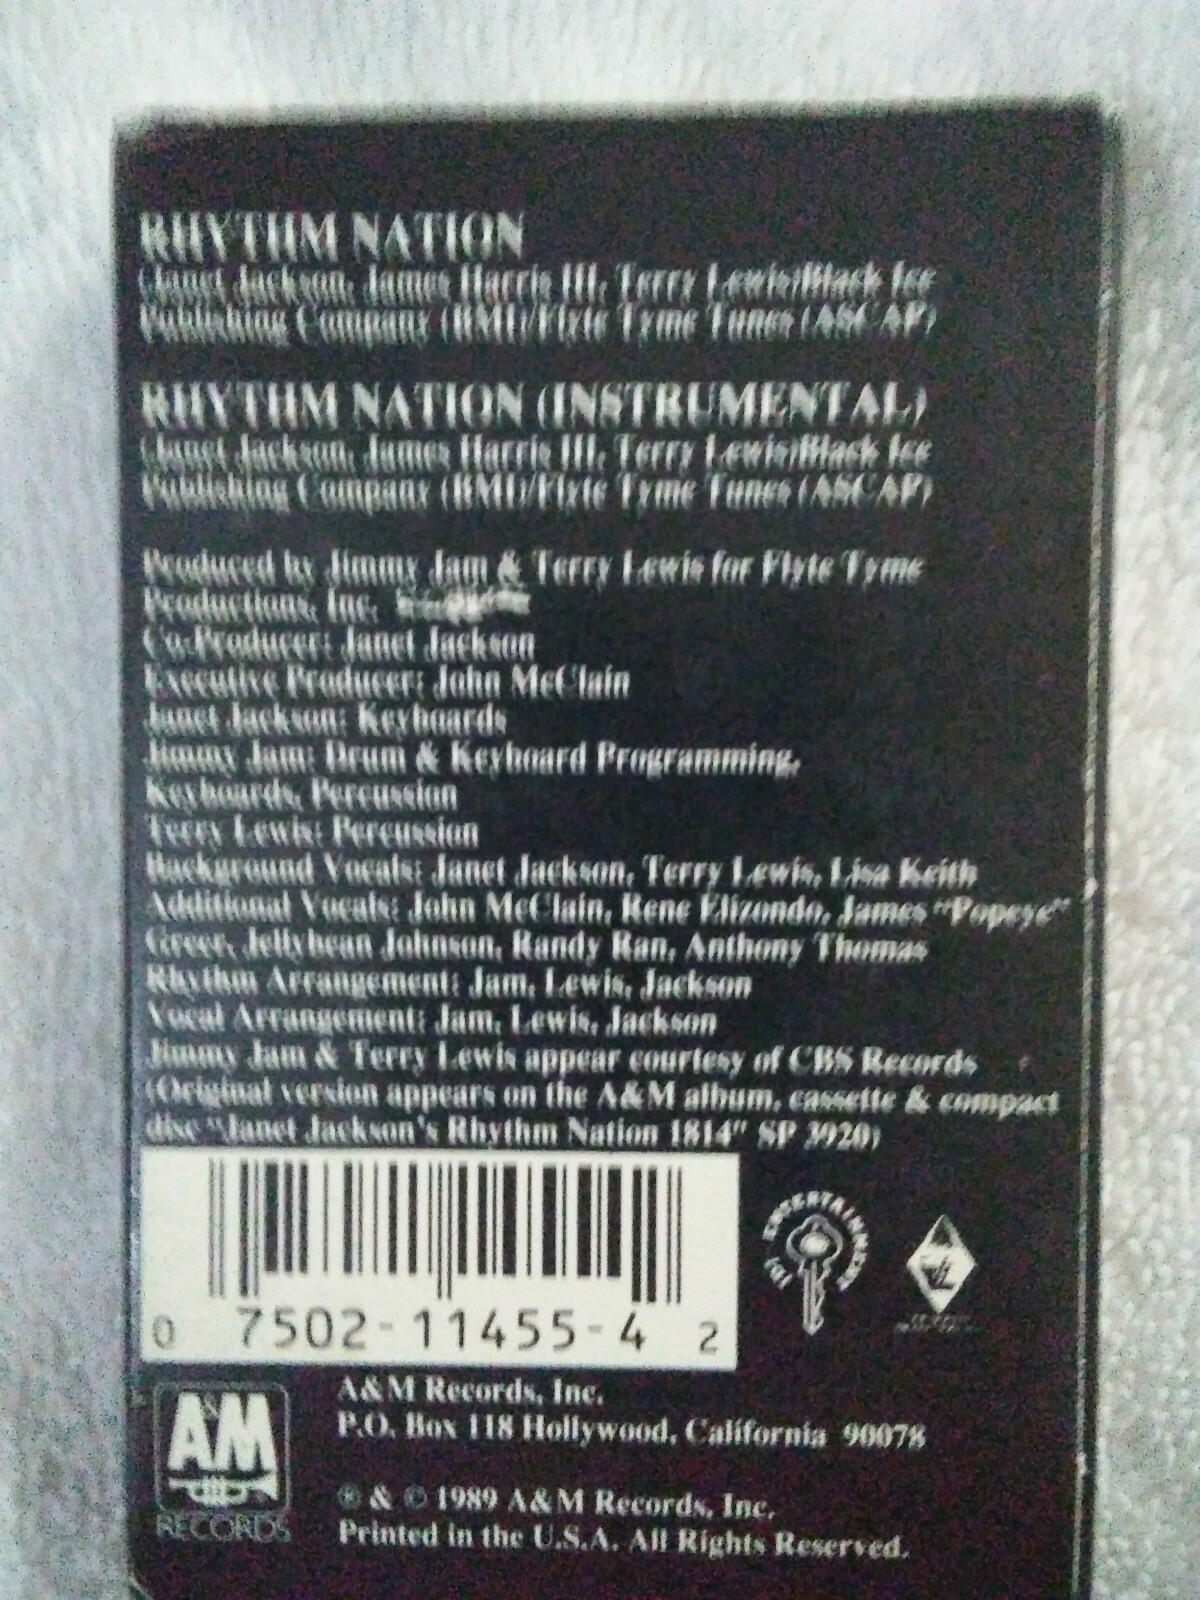 RHYTHM NATION
(Janet Jackson, James Harris III, Terry Lewis)Black Ice
Publishing Company (BMI)/Flyte Tyme Tunes (ASCAP)
RHYTHM NATION (INSTRUMENTAL)
(Janet Jackson, James Harris III, Terry Lewis)Black Ice
Publishing Company (BMI)/Flyte Tyme Tunes (ASCAP)
Produced by Jimmy Jam & Terry Lewis for Flyte Tyme
Productions, Inc.
Co-Producer: Janet Jackson
Executive Producer: John McClain
Janet Jackson: Keyboards
Jimmy Jam: Drum & Keyboard Programming,
Keyboards, Percussion
Terry Lewis: Percussion
Background Vocals: Janet Jackson, Terry Lewis, Lisa Keith
Additional Vocals: John McClain, Rene Elizondo, James "Popeye"
Greer, Jellybean Johnson, Randy Ran, Anthony Thomas
Rhythm Arrangement: Jam, Lewis, Jackson
Vocal Arrangement: Jam, Lewis, Jackson
Jimmy Jam & Terry Lewis appear courtesy of CBS Records
(Original version appears on the A&M album, cassette & compact
disc "Janet Jackson's Rhythm Nation 1814" SP 3920)
0 7502-11455-4 2
JDJ ENTERTAINMENT
A&M
RECORDS
A&M Records, Inc.
P.O. Box 118 Hollywood, California 90078
℗ & © 1989 A&M Records, Inc.
Printed in the U.S.A. All Rights Reserved.